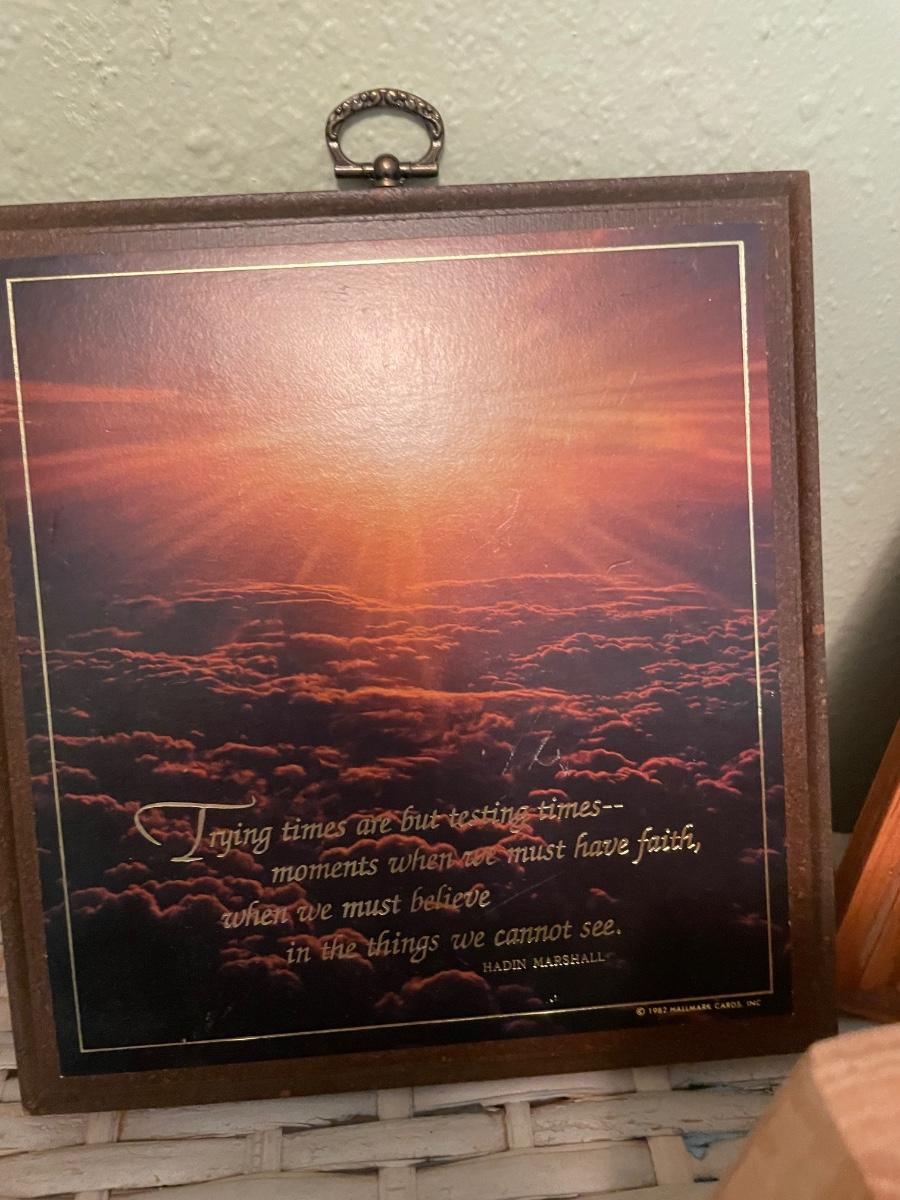 Trying times are but testing times--
moments when we must have faith,
when we must believe
in the things we cannot see.
HADIN MARSHALL
© 1982 HALLMARK CARDS, INC